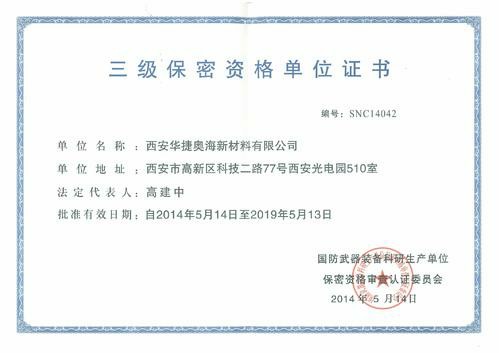 三级保密资格单位证书
编号：SNC14042
单位名称：西安华捷奥海新材料有限公司
单位地址：西安市高新区科技二路77号西安光电园510室
法定代表人：高建中
批准有效日期：自2014年5月14日至2019年5月13日
国防武器装备科研生产单位
保密资格审查认证委员会
2014年5月14日